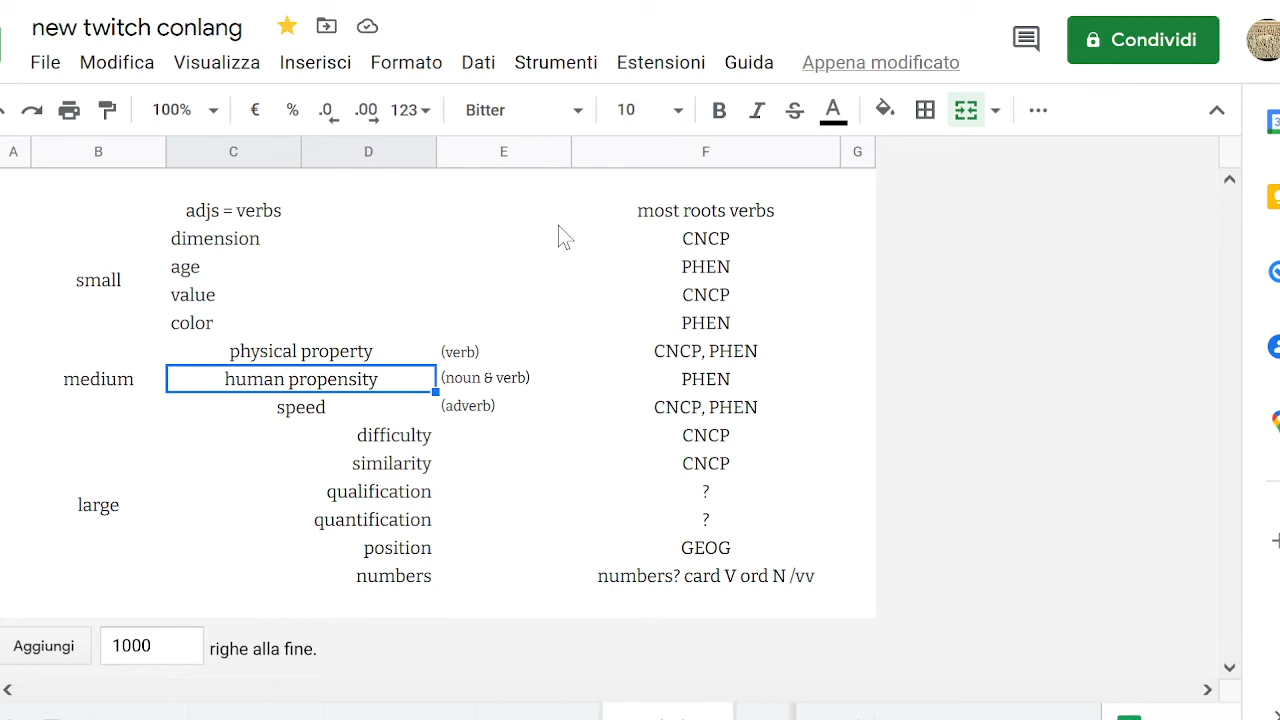 new twitch conlang
File Modifica Visualizza Inserisci Formato Dati Strumenti Estensioni Guida Appena modificato
Condividi
100% € % .0 .00 123 Bitter 10 B I S A
A B C D E F G
adjs = verbs most roots verbs
dimension CNCP
age PHEN
small
value CNCP
color PHEN
physical property (verb) CNCP, PHEN
medium human propensity (noun & verb) PHEN
speed (adverb) CNCP, PHEN
difficulty CNCP
similarity CNCP
qualification ?
large
quantification ?
position GEOG
numbers numbers? card V ord N /vv
Aggiungi 1000 righe alla fine.